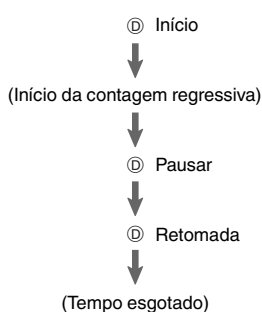 Ⓓ Início
(Início da contagem regressiva)
Ⓓ Pausar
Ⓓ Retomada
(Tempo esgotado)